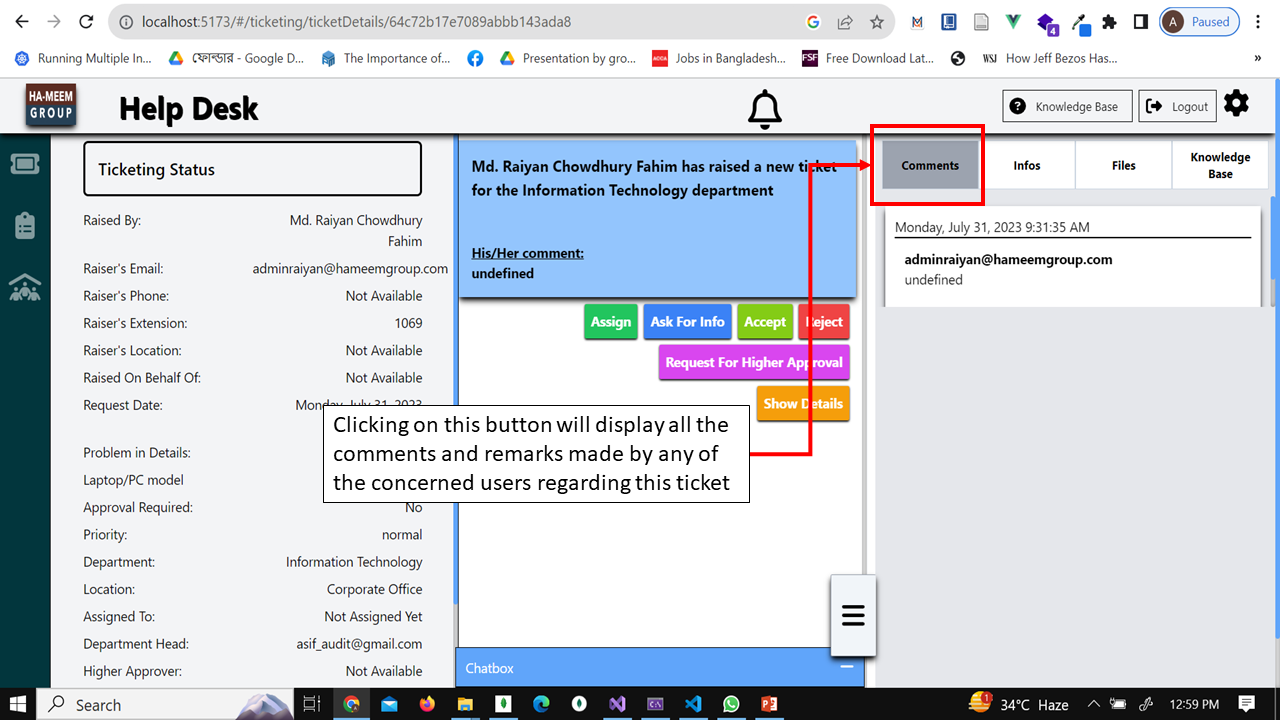 localhost:5173/#/ticketing/ticketDetails/64c72b17e7089abbb143ada8
A Paused
4
Running Multiple In...
ফোল্ডার - Google D...
The Importance of...
Presentation by gro...
ACCA Jobs in Bangladesh...
FSF Free Download Lat...
WSJ How Jeff Bezos Has...
»
HA-MEEM
GROUP
Help Desk
Knowledge Base
Logout
Ticketing Status
Raised By: Md. Raiyan Chowdhury
Fahim
Raiser's Email: adminraiyan@hameemgroup.com
Raiser's Phone: Not Available
Raiser's Extension: 1069
Raiser's Location: Not Available
Raised On Behalf Of: Not Available
Request Date: Monday, July 31, 2023
Problem in Details:
Laptop/PC model
Approval Required: No
Priority: normal
Department: Information Technology
Location: Corporate Office
Assigned To: Not Assigned Yet
Department Head: asif_audit@gmail.com
Higher Approver: Not Available
Md. Raiyan Chowdhury Fahim has raised a new ticket
for the Information Technology department
His/Her comment:
undefined
Assign
Ask For Info
Accept
Reject
Request For Higher Approval
Show Details
Clicking on this button will display all the
comments and remarks made by any of
the concerned users regarding this ticket
Chatbox
Comments
Infos
Files
Knowledge
Base
Monday, July 31, 2023 9:31:35 AM
adminraiyan@hameemgroup.com
undefined
Search
1
34°C Haze
12:59 PM